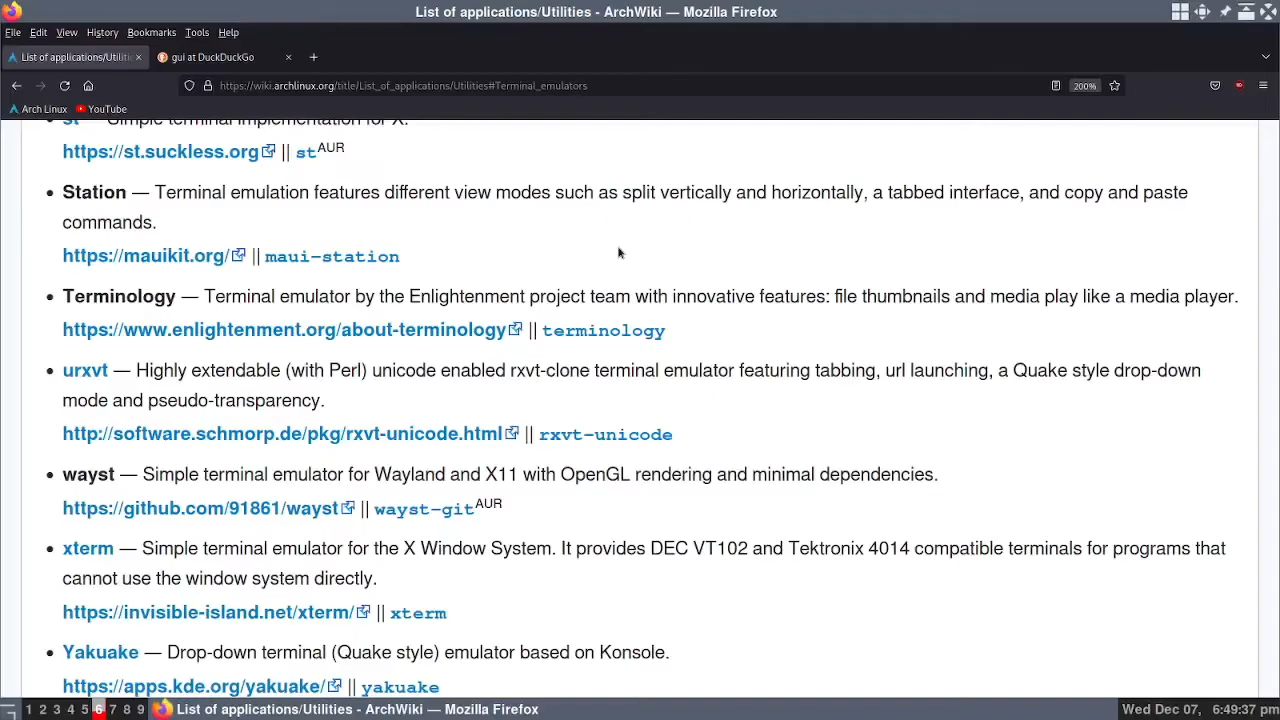 List of applications/Utilities - ArchWiki — Mozilla Firefox
File Edit View History Bookmarks Tools Help
List of applications/Utiliti
gui at DuckDuckGo
https://wiki.archlinux.org/title/List_of_applications/Utilities#Terminal_emulators
200%
Arch Linux YouTube
st — Simple terminal implementation for X.
https://st.suckless.org || st AUR
Station — Terminal emulation features different view modes such as split vertically and horizontally, a tabbed interface, and copy and paste
commands.
https://mauikit.org/ || maui-station
Terminology — Terminal emulator by the Enlightenment project team with innovative features: file thumbnails and media play like a media player.
https://www.enlightenment.org/about-terminology || terminology
urxvt — Highly extendable (with Perl) unicode enabled rxvt-clone terminal emulator featuring tabbing, url launching, a Quake style drop-down
mode and pseudo-transparency.
http://software.schmorp.de/pkg/rxvt-unicode.html || rxvt-unicode
wayst — Simple terminal emulator for Wayland and X11 with OpenGL rendering and minimal dependencies.
https://github.com/91861/wayst || wayst-git AUR
xterm — Simple terminal emulator for the X Window System. It provides DEC VT102 and Tektronix 4014 compatible terminals for programs that
cannot use the window system directly.
https://invisible-island.net/xterm/ || xterm
Yakuake — Drop-down terminal (Quake style) emulator based on Konsole.
https://apps.kde.org/yakuake/ || yakuake
1 2 3 4 5 6 7 8 9 List of applications/Utilities - ArchWiki — Mozilla Firefox
Wed Dec 07, 6:49:37 pm